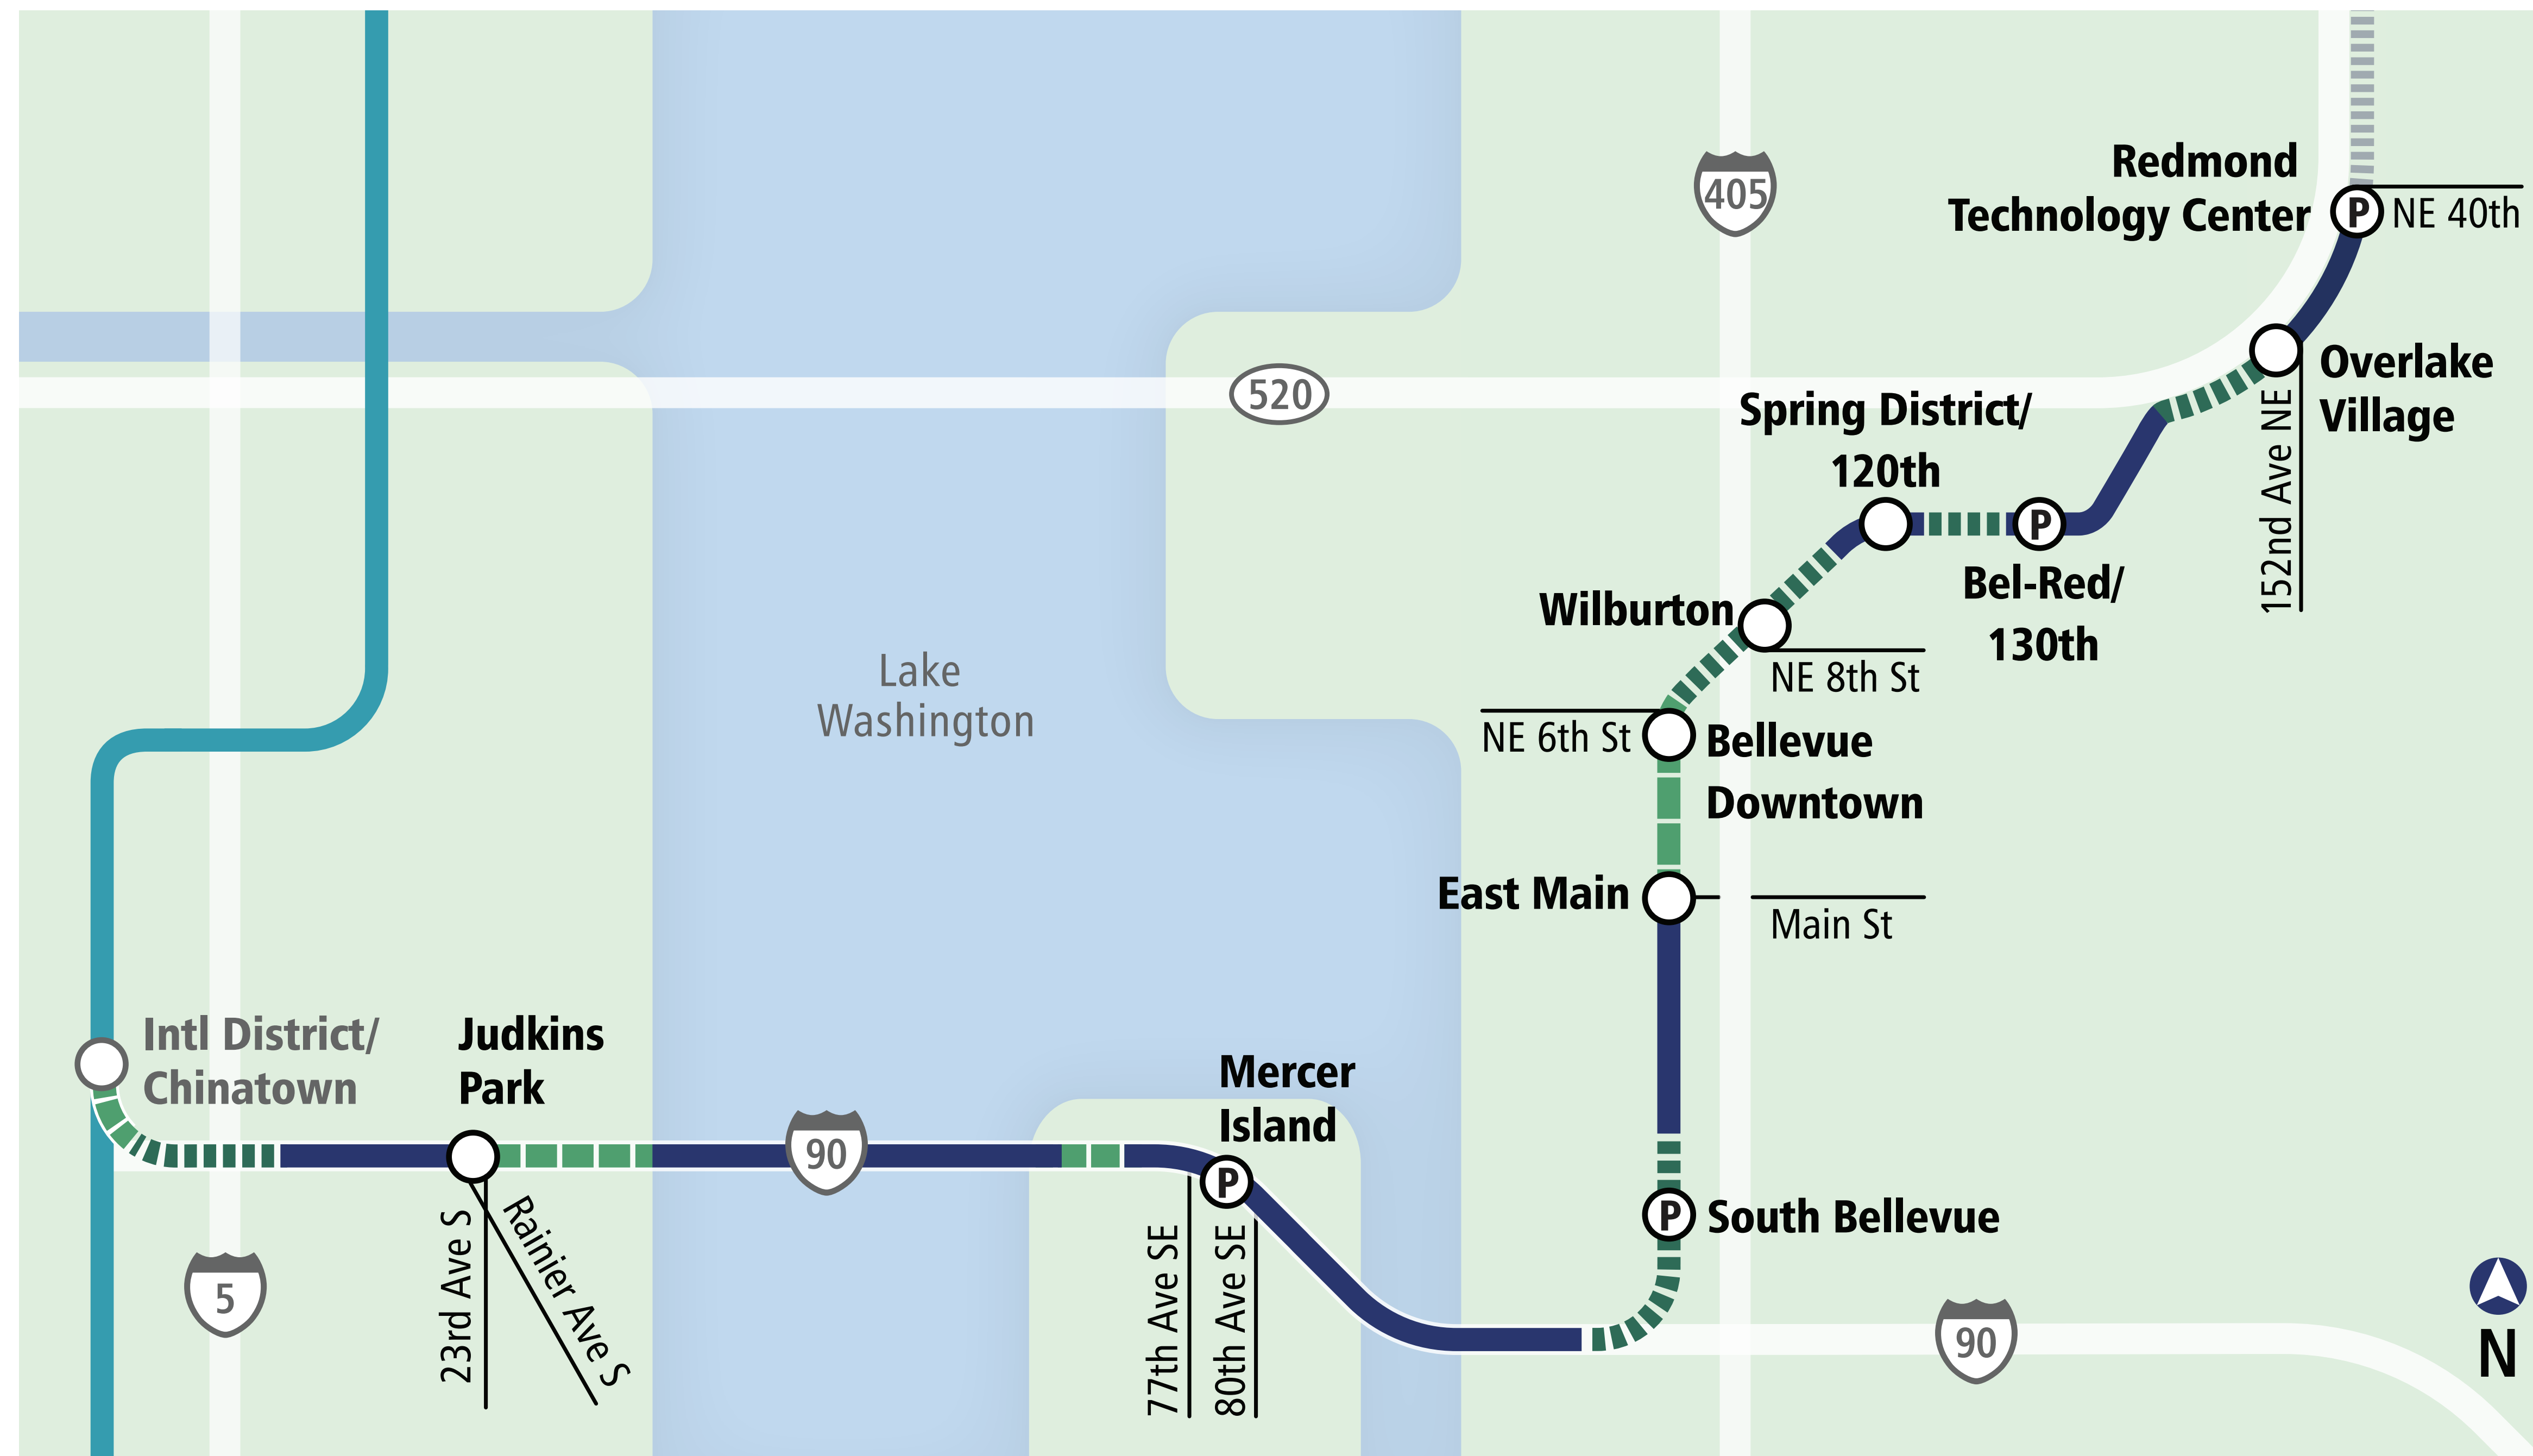 405
Redmond
Technology Center
P
NE 40th
520
Overlake
Village
152nd Ave NE
Spring District/
120th
P
Bel-Red/
130th
Wilburton
NE 8th St
Lake
Washington
NE 6th St
Bellevue
Downtown
East Main
Main St
Intl District/
Chinatown
Judkins
Park
23rd Ave S
Rainier Ave S
5
90
Mercer
Island
P
77th Ave SE
80th Ave SE
P
South Bellevue
90
N